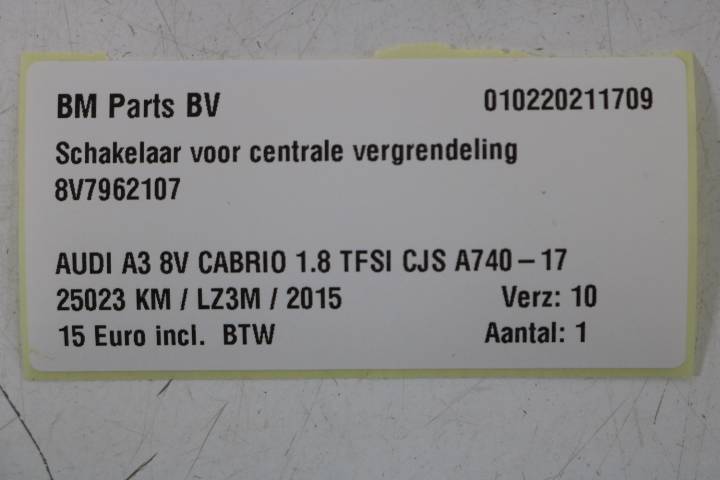 BM Parts BV 010220211709
Schakelaar voor centrale vergrendeling
8V7962107
AUDI A3 8V CABRIO 1.8 TFSI CJS A740-17
25023 KM / LZ3M / 2015 Verz: 10
15 Euro incl. BTW Aantal: 1